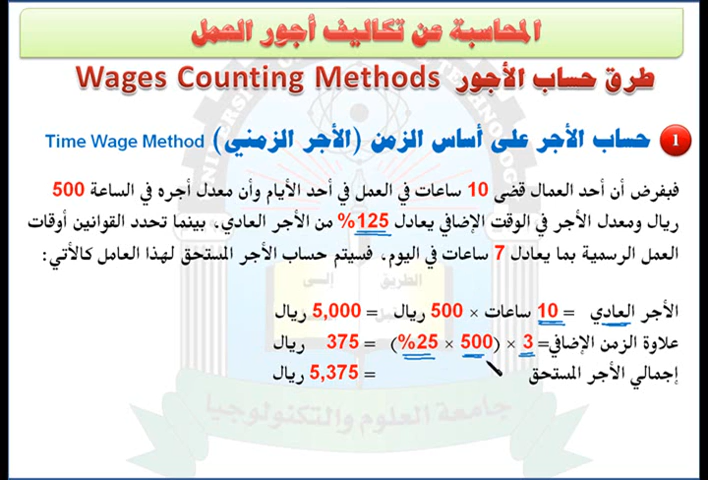 المحاسبة عن تكاليف أجور العمل
طرق حساب الأجور Wages Counting Methods
1 حساب الأجر على أساس الزمن (الأجر الزمني) Time Wage Method
فبفرض أن أحد العمال قضى 10 ساعات في العمل في أحد الأيام وأن معدل أجره في الساعة 500
ريال ومعدل الأجر في الوقت الإضافي يعادل 125% من الأجر العادي، بينما تحدد القوانين أوقات
العمل الرسمية بما يعادل 7 ساعات في اليوم، فسيتم حساب الأجر المستحق لهذا العامل كالأتي:
الأجر العادي = 10 ساعات × 500 ريال = 5,000 ريال
علاوة الزمن الإضافي= 3 × (500 × 25%) = 375 ريال
إجمالي الأجر المستحق = 5,375 ريال
جامعة العلوم والتكنولوجيا